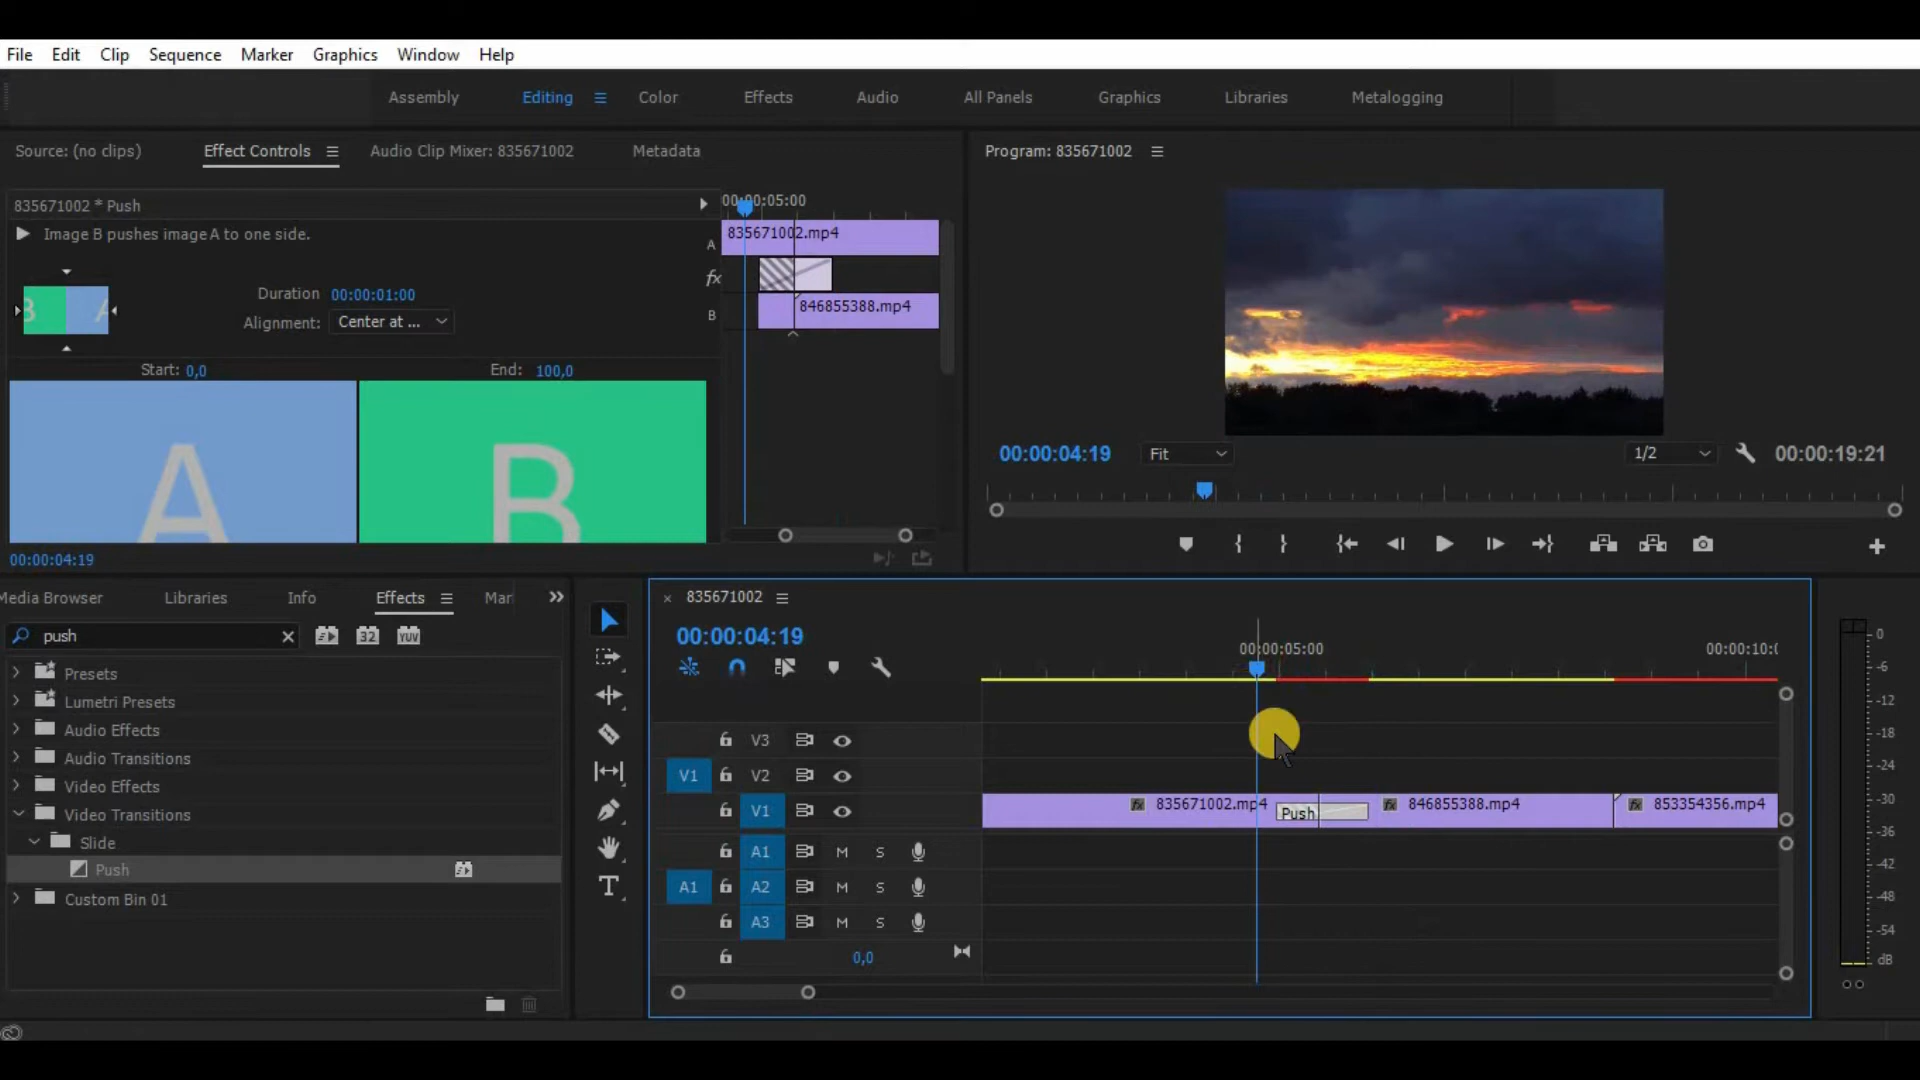 File Edit Clip Sequence Marker Graphics Window Help
Assembly Editing Color Effects Audio All Panels Graphics Libraries Metalogging
Source: (no clips) Effect Controls Audio Clip Mixer: 835671002 Metadata
Program: 835671002
835671002 * Push
Image B pushes image A to one side.
B A
Duration 00:00:01:00
Alignment: Center at ...
Start: 0,0 End: 100,0
A B
00:00:04:19
00:00:05:00
A 835671002.mp4
fx
B 846855388.mp4
00:00:04:19 Fit 1/2 00:00:19:21
Media Browser Libraries Info Effects Mar
push 32 YUV
Presets
Lumetri Presets
Audio Effects
Audio Transitions
Video Effects
Video Transitions
Slide
Push
Custom Bin 01
T
835671002
00:00:04:19
00:00:05:00 00:00:10:0
V3
V1 V2
V1 fx 835671002.mp4 Push fx 846855388.mp4 fx 853354356.mp4
A1 M S
A1 A2 M S
A3 M S
0,0
0
-6
-12
-18
-24
-30
-36
-42
-48
-54
dB